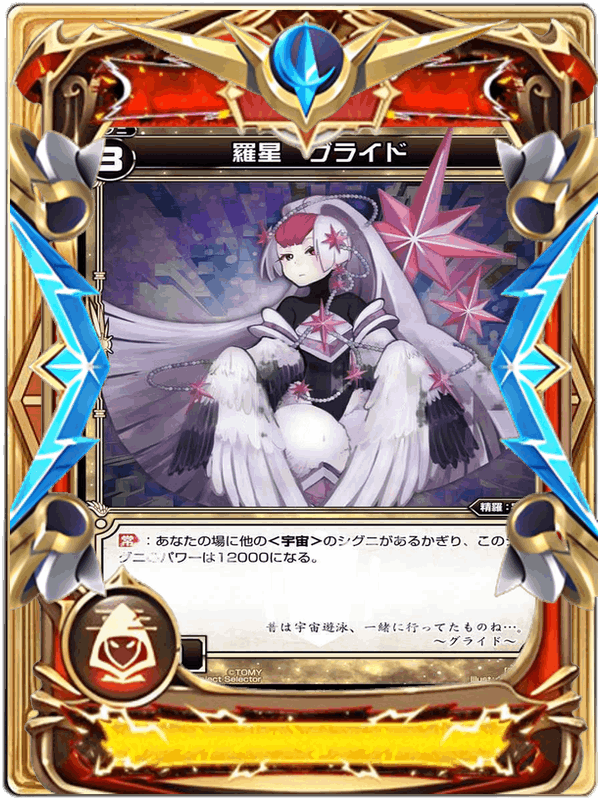 3
羅星 グライド
精羅：
常：あなたの場に他の＜宇宙＞のシグニがあるかぎり、この
グニのパワーは12000になる。
昔は宇宙遊泳、一緒に行ってたものね…。
～グライド～
©TOMY
ject Selector
Illust